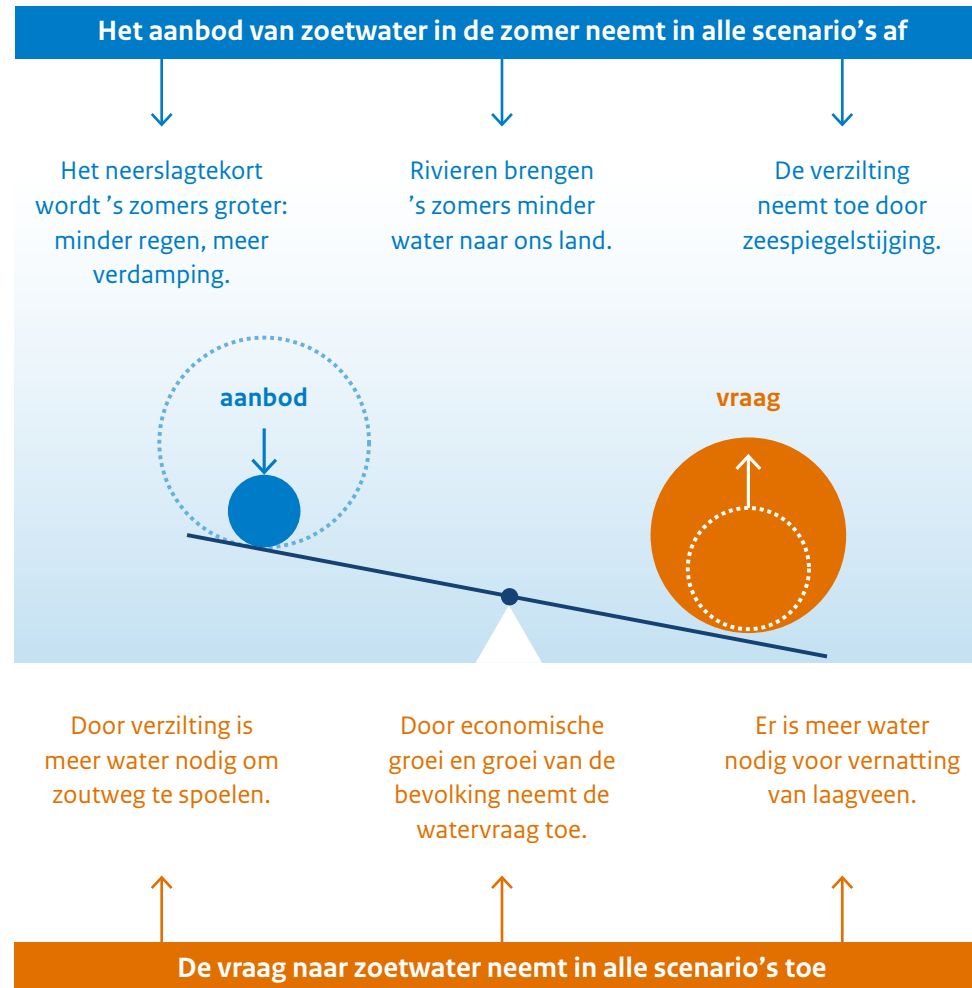 Het aanbod van zoetwater in de zomer neemt in alle scenario's af
Het neerslagtekort
wordt 's zomers groter:
minder regen, meer
verdamping.
Rivieren brengen
's zomers minder
water naar ons land.
De verzilting
neemt toe door
zeespiegelstijging.
aanbod
vraag
Door verzilting is
meer water nodig om
zoutweg te spoelen.
Door economische
groei en groei van de
bevolking neemt de
watervraag toe.
Er is meer water
nodig voor vernatting
van laagveen.
De vraag naar zoetwater neemt in alle scenario's toe